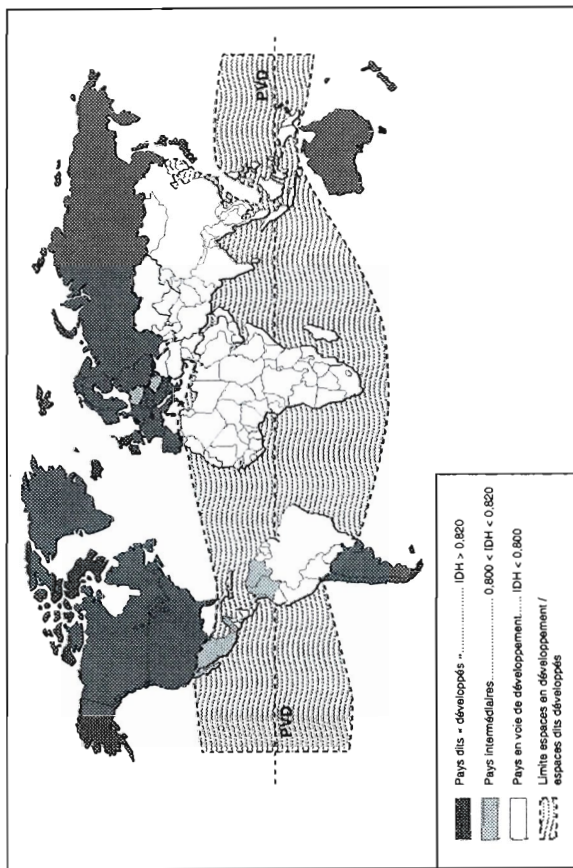 PVD
PVD
Pays dits « développés »............... IDH > 0,820
Pays intermédiaires............... 0,800 < IDH < 0,820
Pays en voie de développement..... IDH < 0,800
Limite espaces en développement /
espaces dits développés